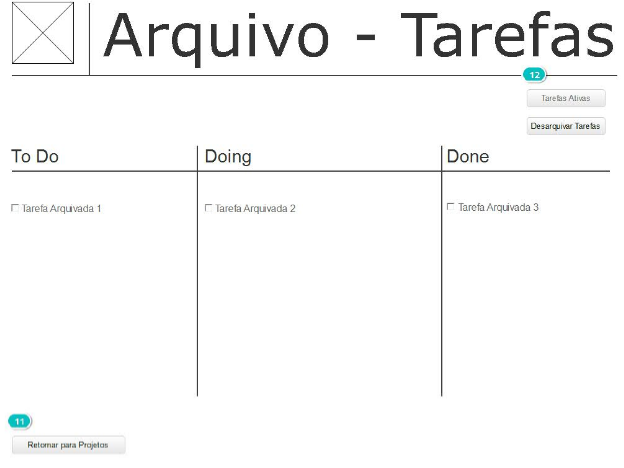 Arquivo - Tarefas
12
Tarefas Ativas
Desarquivar Tarefas
To Do
Doing
Done
Tarefa Arquivada 1
Tarefa Arquivada 2
Tarefa Arquivada 3
11
Retornar para Projetos